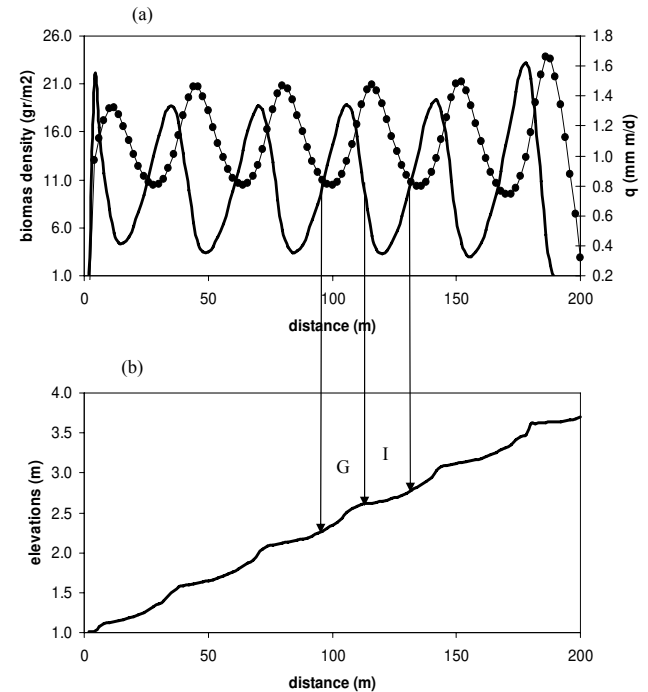 (a)
26.0
21.0
16.0
11.0
6.0
1.0
biomas density (gr/m2)
1.8
1.6
1.4
1.2
1.0
0.8
0.6
0.4
0.2
q (mm m/d)
0 50 100 150 200
distance (m)
(b)
4.0
3.5
3.0
2.5
2.0
1.5
1.0
elevations (m)
G I
0 50 100 150 200
distance (m)